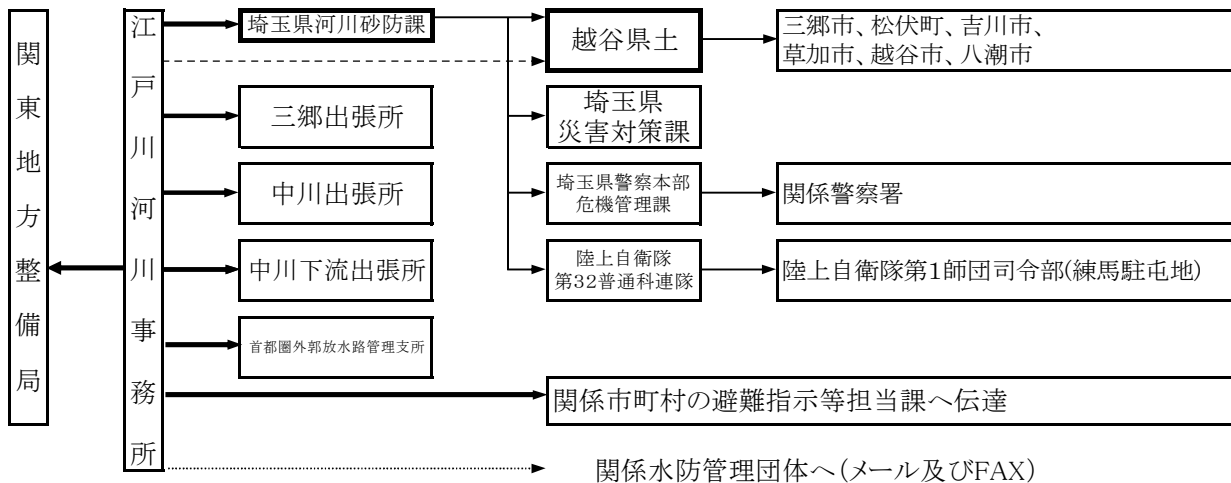 関東地方整備局
江戸川河川事務所
埼玉県河川砂防課
越谷県土
三郷市、松伏町、吉川市、
草加市、越谷市、八潮市
三郷出張所
埼玉県
災害対策課
中川出張所
埼玉県警察本部
危機管理課
関係警察署
中川下流出張所
陸上自衛隊
第32普通科連隊
陸上自衛隊第1師団司令部(練馬駐屯地)
首都圏外郭放水路管理支所
関係市町村の避難指示等担当課へ伝達
関係水防管理団体へ(メール及びFAX)